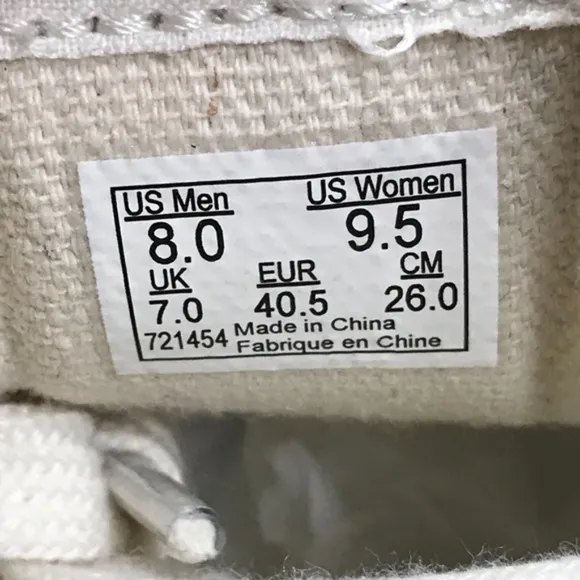 US Men US Women
8.0 9.5
UK EUR CM
7.0 40.5 26.0
721454 Made in China
Fabrique en Chine